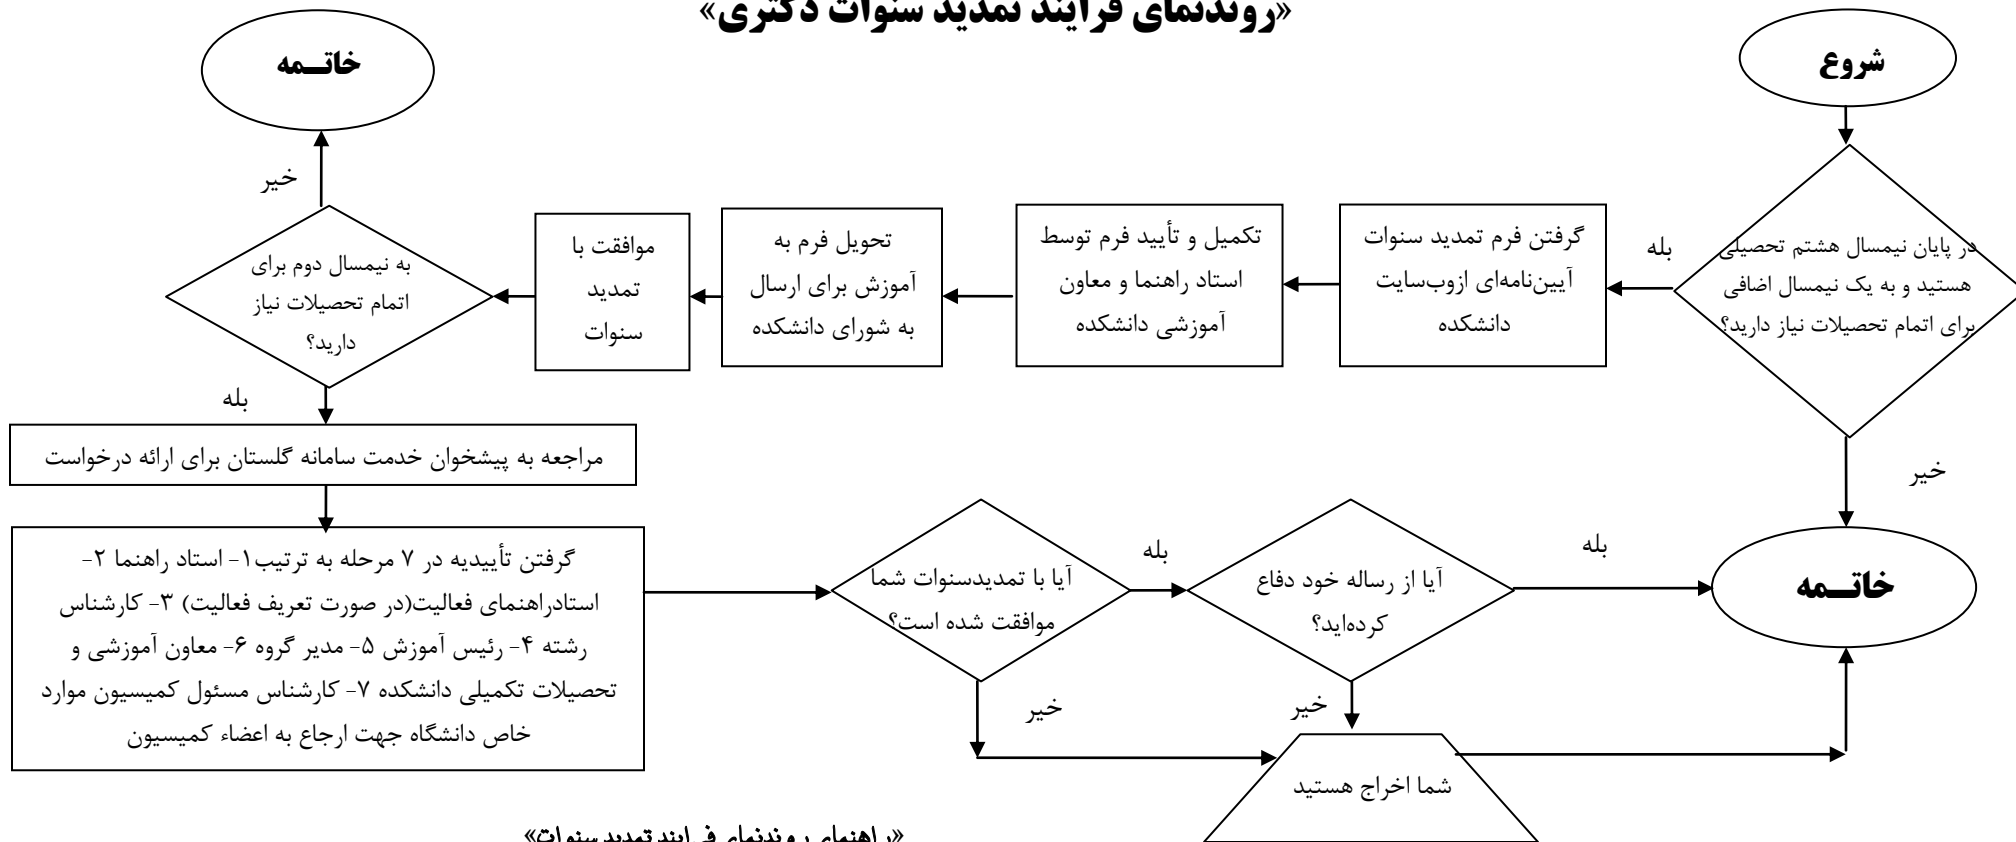 «روندنمای فرایند تمدید سنوات دکتری»
شروع
در پایان نیمسال هشتم تحصیلی
هستید و به یک نیمسال اضافی
برای اتمام تحصیلات نیاز دارید؟
بله
خیر
گرفتن فرم تمدید سنوات
آیین‌نامه‌ای ازوب‌سایت
دانشکده
تکمیل و تأیید فرم توسط
استاد راهنما و معاون
آموزشی دانشکده
تحویل فرم به
آموزش برای ارسال
به شورای دانشکده
موافقت با
تمدید
سنوات
به نیمسال دوم برای
اتمام تحصیلات نیاز
دارید؟
خیر
خاتـمه
بله
مراجعه به پیشخوان خدمت سامانه گلستان برای ارائه درخواست
گرفتن تأییدیه در ۷ مرحله به ترتیب۱- استاد راهنما ۲-
استادراهنمای فعالیت(در صورت تعریف فعالیت) ۳- کارشناس
رشته ۴- رئیس آموزش ۵- مدیر گروه ۶- معاون آموزشی و
تحصیلات تکمیلی دانشکده ۷- کارشناس مسئول کمیسیون موارد
خاص دانشگاه جهت ارجاع به اعضاء کمیسیون
آیا با تمدیدسنوات شما
موافقت شده است؟
بله
خیر
آیا از رساله خود دفاع
کرده‌اید؟
بله
خیر
خاتـمه
شما اخراج هستید
«راهنمای روندنمای فرایندتمدیدسنوات»